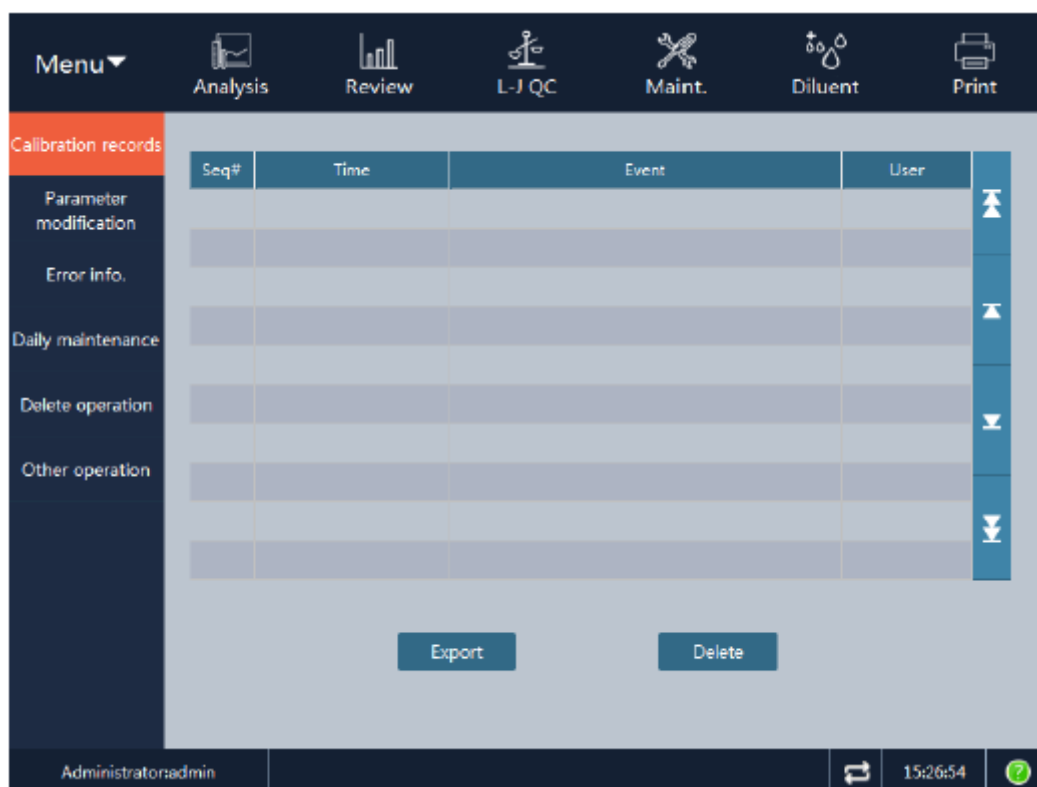 Menu
Analysis
Review
L-J QC
Maint.
Diluent
Print
Calibration records
Parameter
modification
Error info.
Daily maintenance
Delete operation
Other operation
Seq# Time Event User
Export
Delete
Administrator:admin
15:26:54
?